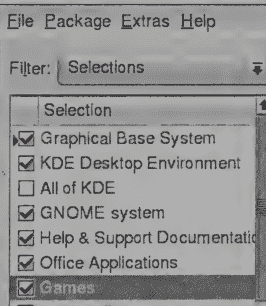 File Package Extras Help
Filter: Selections
Selection
Graphical Base System
KDE Desktop Environment
All of KDE
GNOME system
Help & Support Documentatio
Office Applications
Games